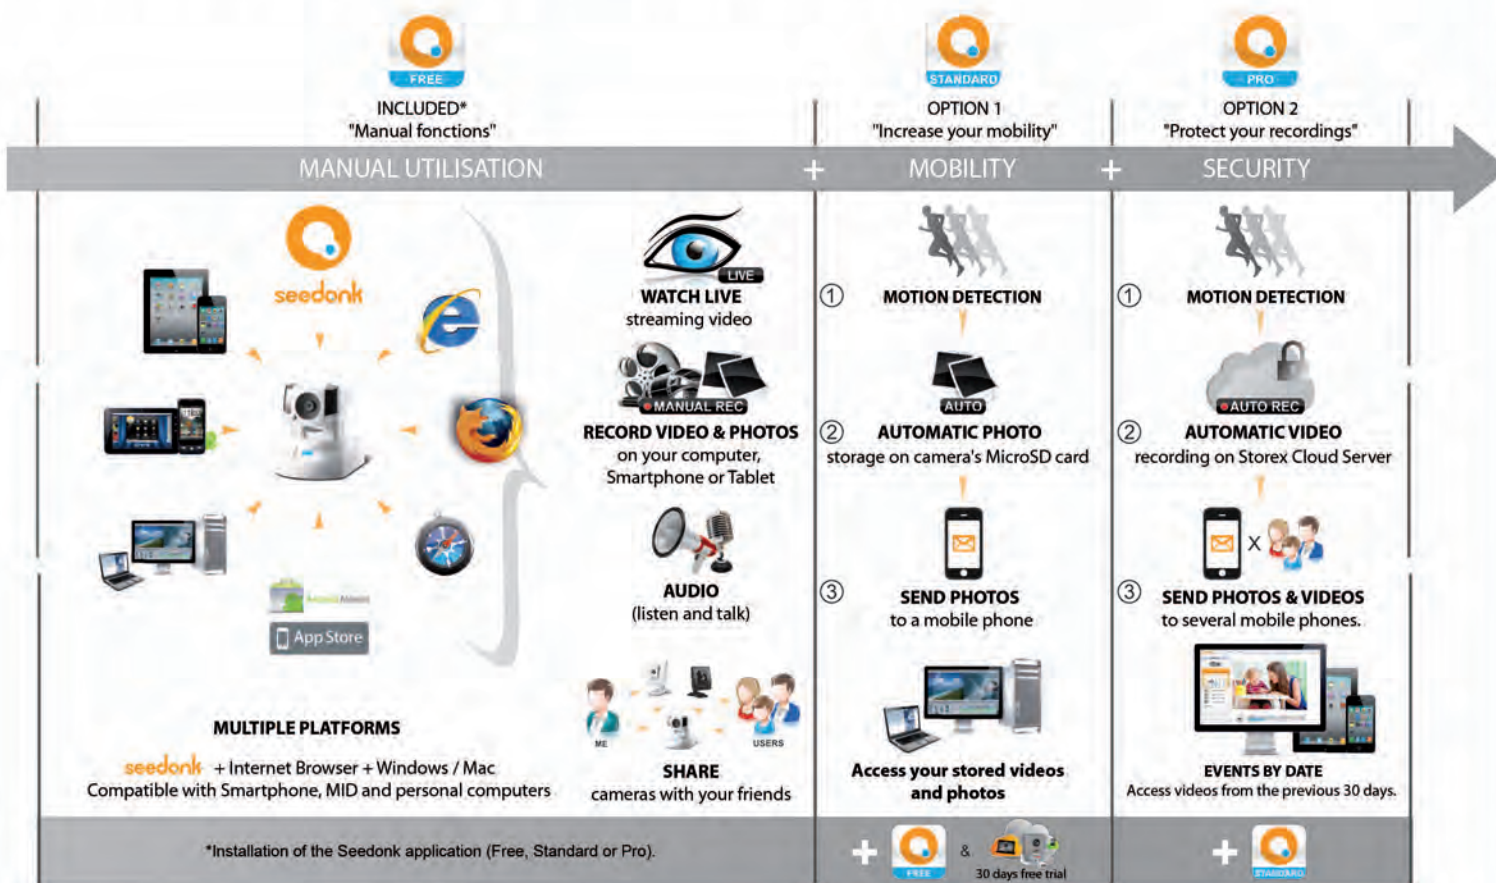 FREE
INCLUDED*
"Manual fonctions"
STANDARD
OPTION 1
"Increase your mobility"
PRO
OPTION 2
"Protect your recordings"
MANUAL UTILISATION
+
MOBILITY
+
SECURITY
seedonk
MULTIPLE PLATFORMS
seedonk + Internet Browser + Windows / Mac
Compatible with Smartphone, MID and personal computers
App Store
LIVE
WATCH LIVE
streaming video
MANUAL REC
RECORD VIDEO & PHOTOS
on your computer,
Smartphone or Tablet
AUDIO
(listen and talk)
ME
USERS
SHARE
cameras with your friends
1
MOTION DETECTION
AUTO
2
AUTOMATIC PHOTO
storage on camera's MicroSD card
3
SEND PHOTOS
to a mobile phone
Access your stored videos
and photos
1
MOTION DETECTION
AUTO REC
2
AUTOMATIC VIDEO
recording on Storex Cloud Server
X
3
SEND PHOTOS & VIDEOS
to several mobile phones.
EVENTS BY DATE
Access videos from the previous 30 days.
*Installation of the Seedonk application (Free, Standard or Pro).
+
FREE
&
30 days free trial
+
STANDARD